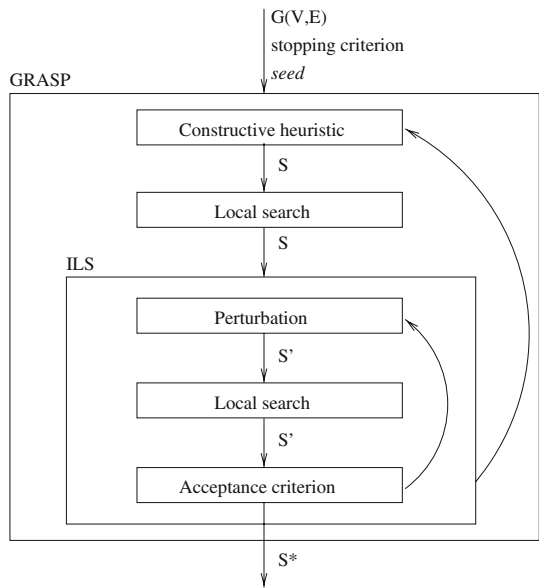 G(V,E)
stopping criterion
seed
GRASP
Constructive heuristic
S
Local search
S
ILS
Perturbation
S'
Local search
S'
Acceptance criterion
S*